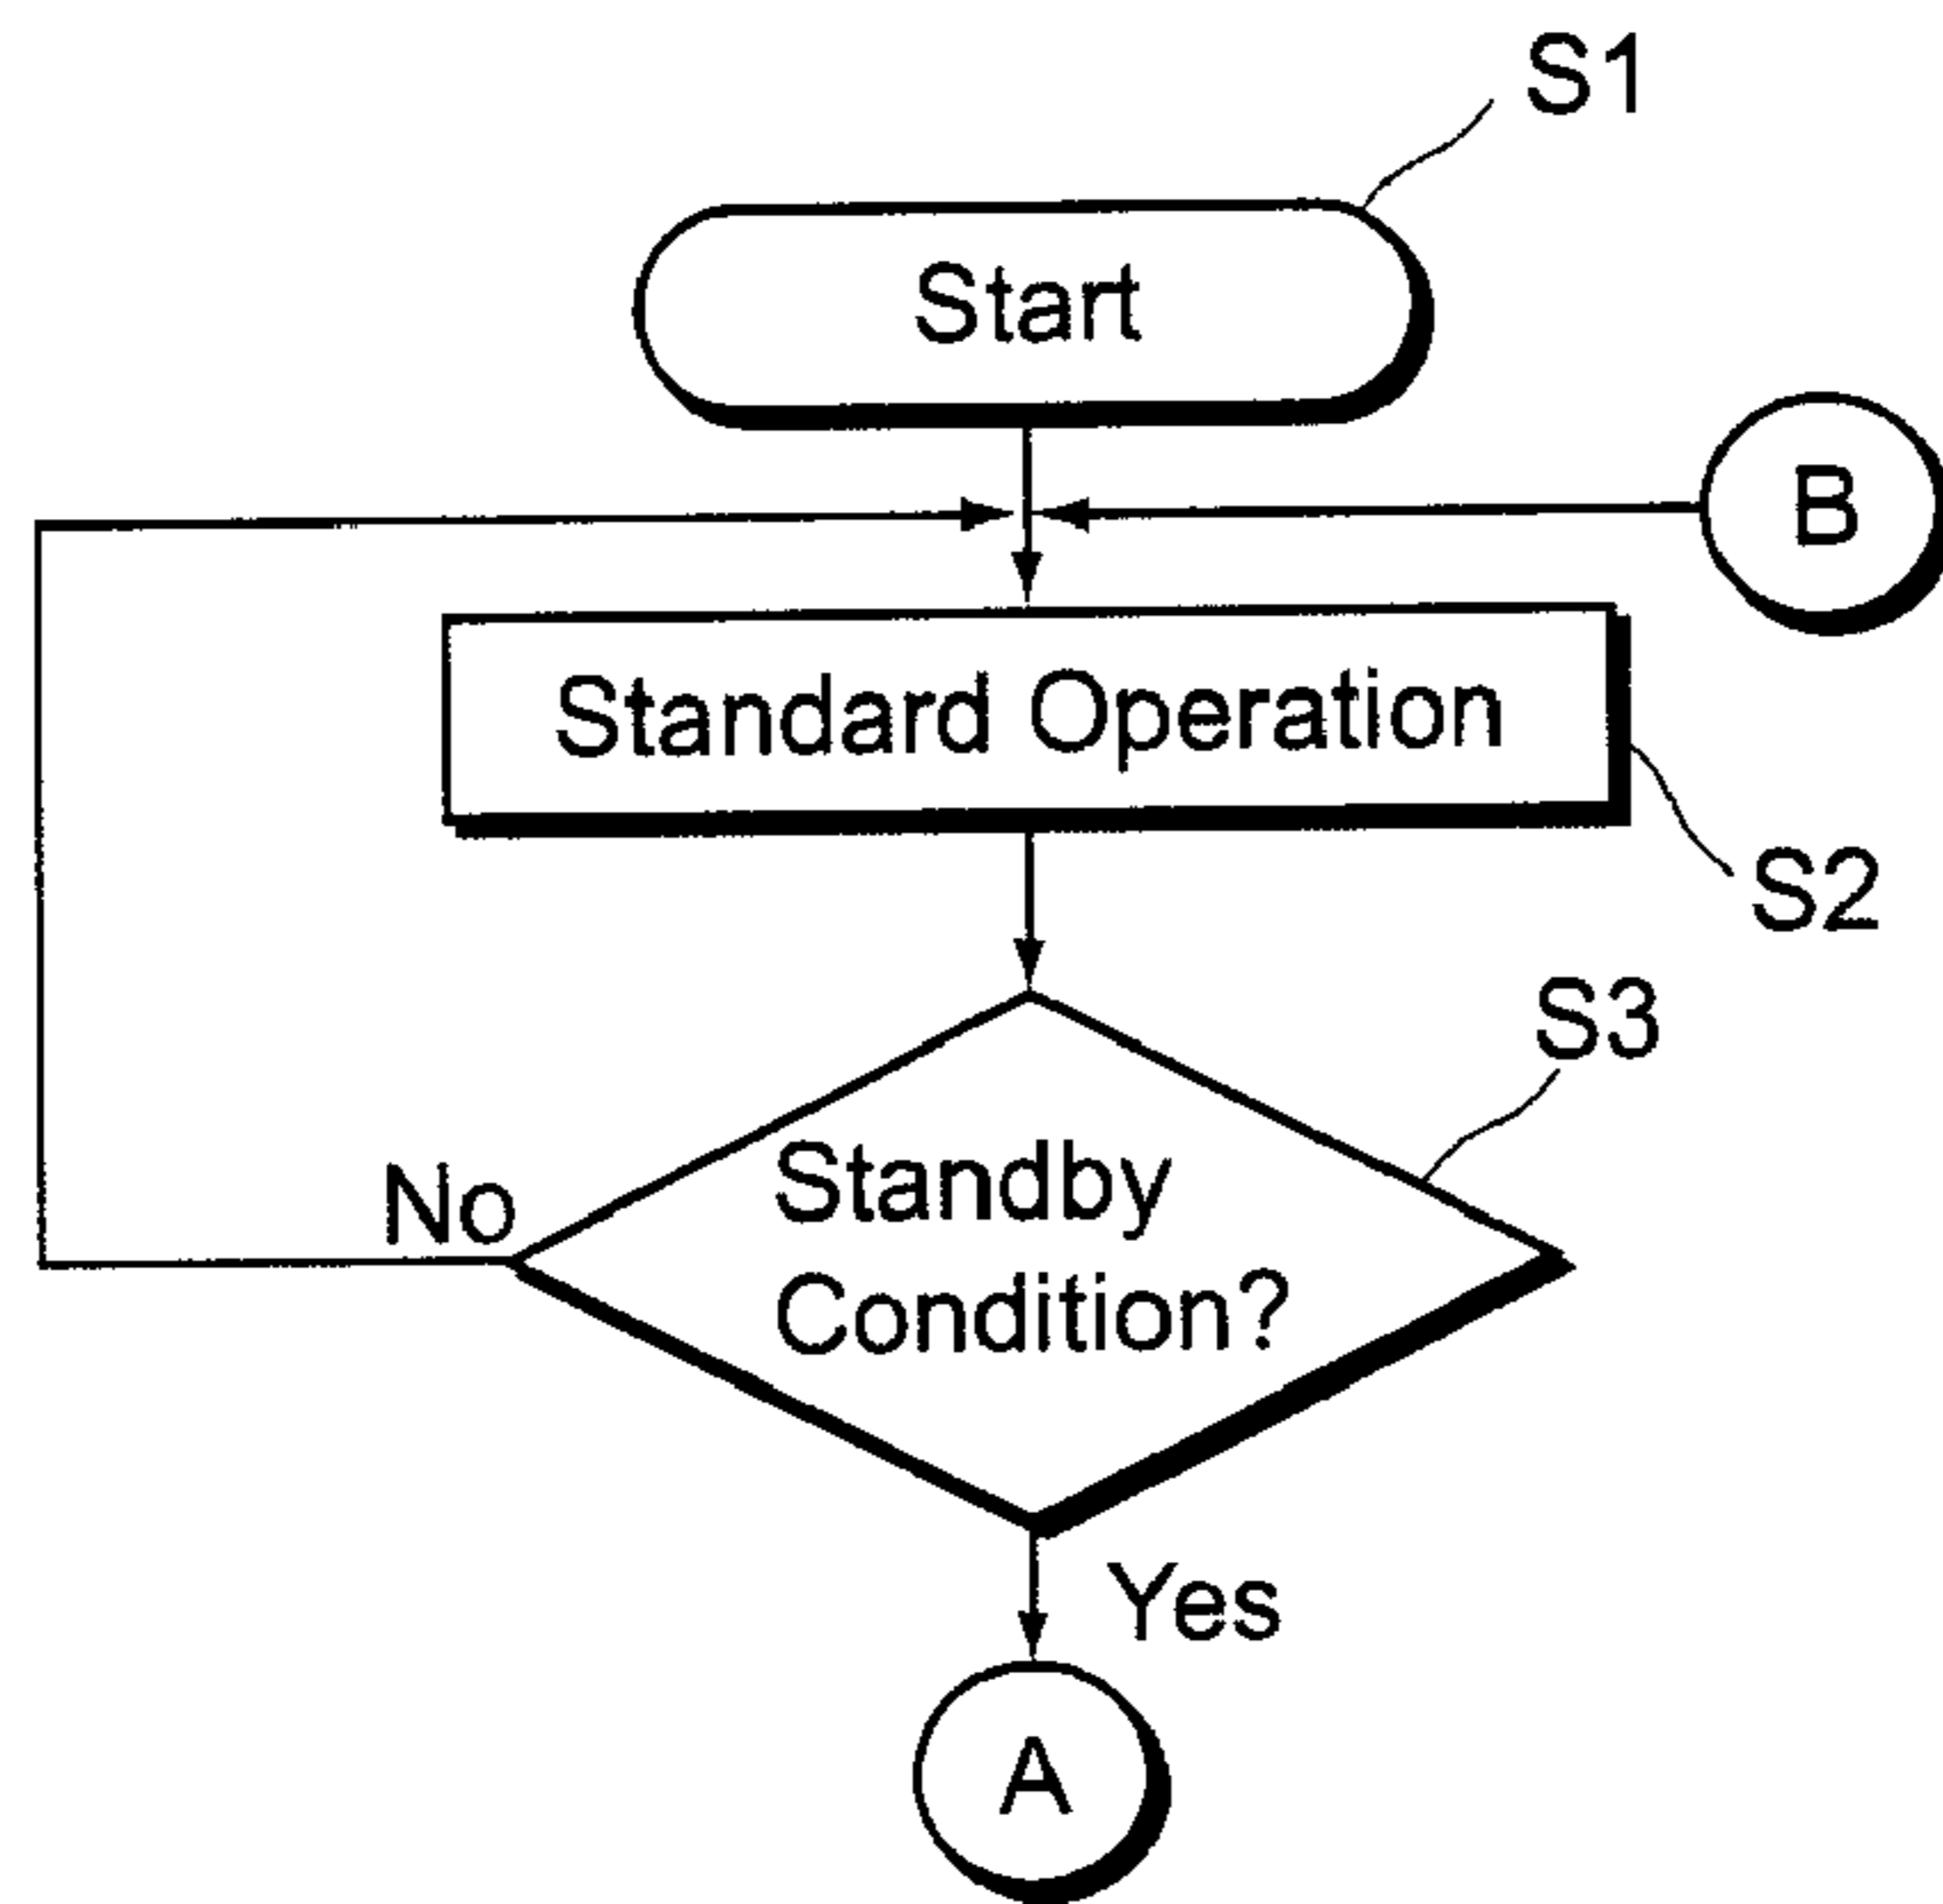 S1
Start
B
Standard Operation
S2
S3
No
Standby
Condition?
Yes
A